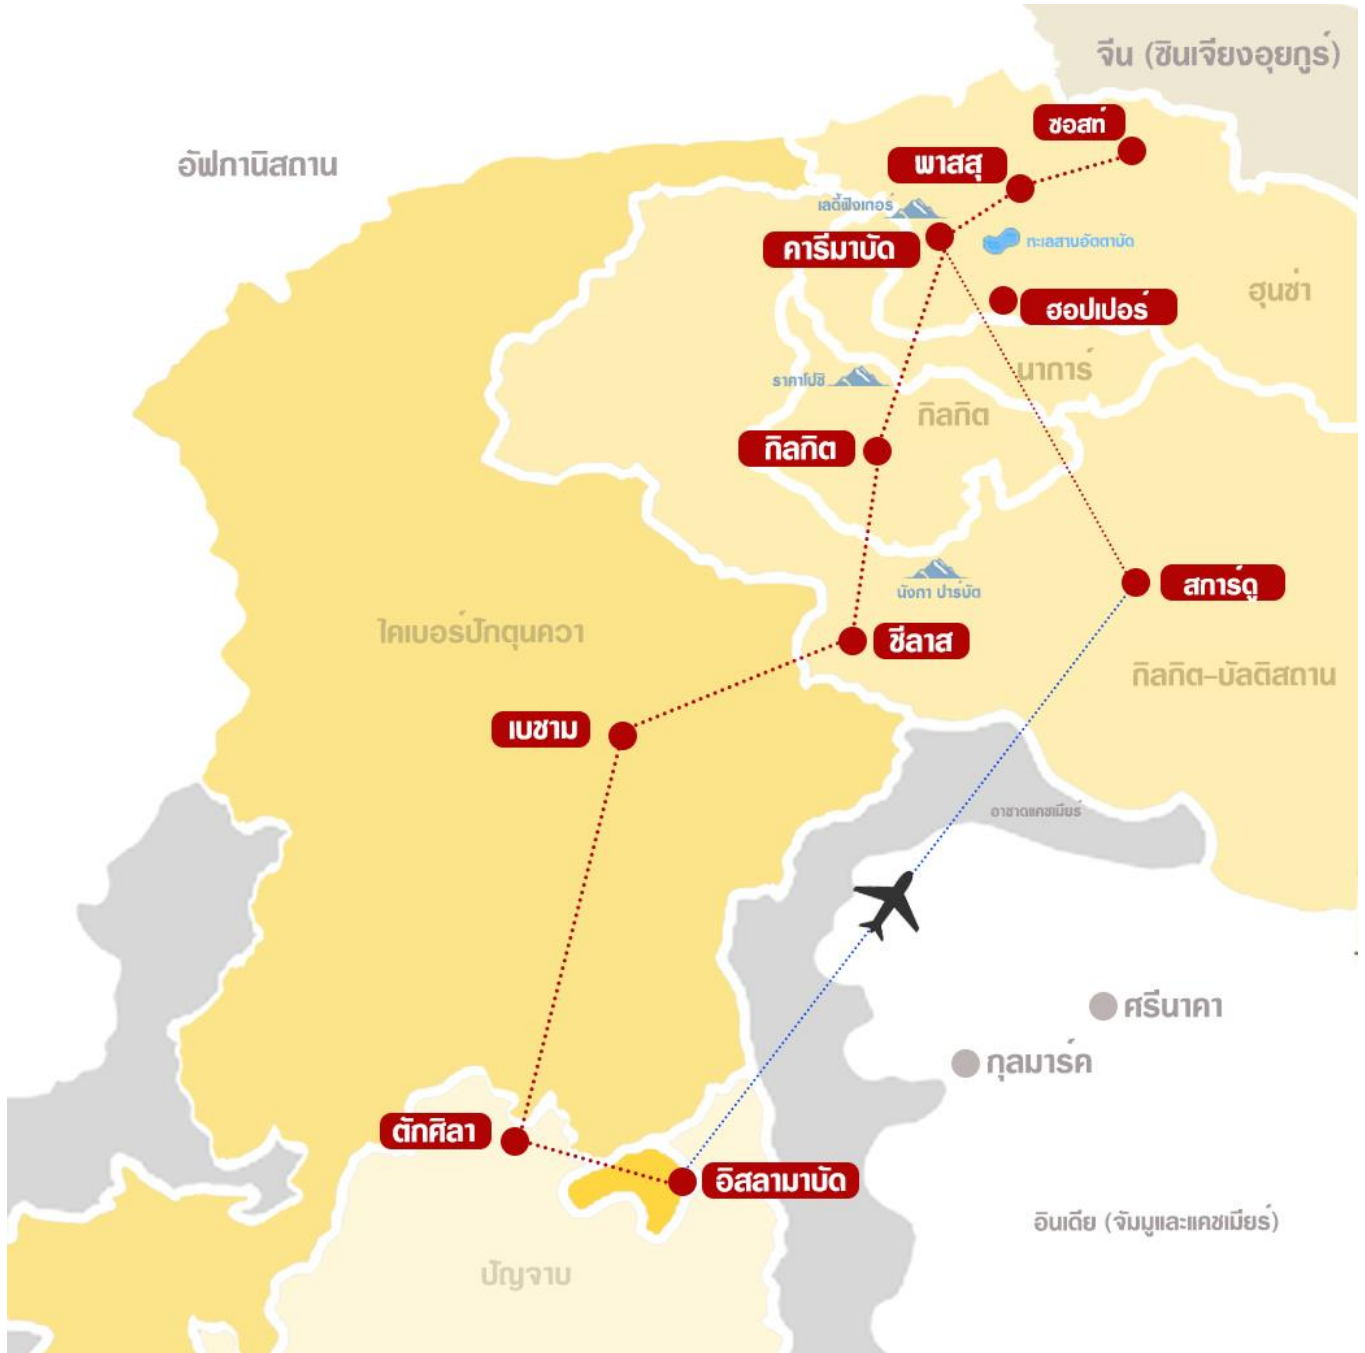 จีน (ซินเจียงอุยกูร์)
ซอสท์
อัฟกานิสถาน
พาสสุ
เลดี้ฟิงเกอร์
คารีมาบัด
ทะเลสาบอัตตาบัด
ฮุนซ่า
ฮอปเปอร์
นาการ์
ราคาโปชิ
กิลกิต
กิลกิต
สการ์ดู
นังกา ปาร์บัต
ไคเบอร์ปักตุนควา
ชีลาส
กิลกิต-บัลติสถาน
เบชาม
อาซาดแคชเมียร์
ศรีนาคา
กุลมาร์ค
ตักศิลา
อิสลามาบัด
อินเดีย (จัมมูและแคชเมียร์)
ปัญจาบ